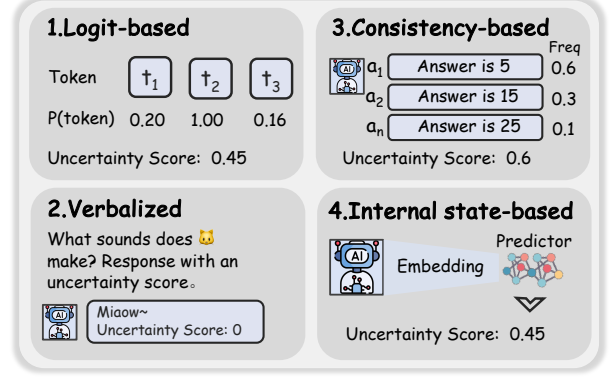 1.Logit-based
Token t1 t2 t3
P(token) 0.20 1.00 0.16
Uncertainty Score: 0.45
3.Consistency-based
Freq
AI a1 Answer is 5 0.6
a2 Answer is 15 0.3
an Answer is 25 0.1
Uncertainty Score: 0.6
2.Verbalized
What sounds does 🐱
make? Response with an
uncertainty score。
AI Miaow~
Uncertainty Score: 0
4.Internal state-based
Predictor
AI Embedding
Uncertainty Score: 0.45